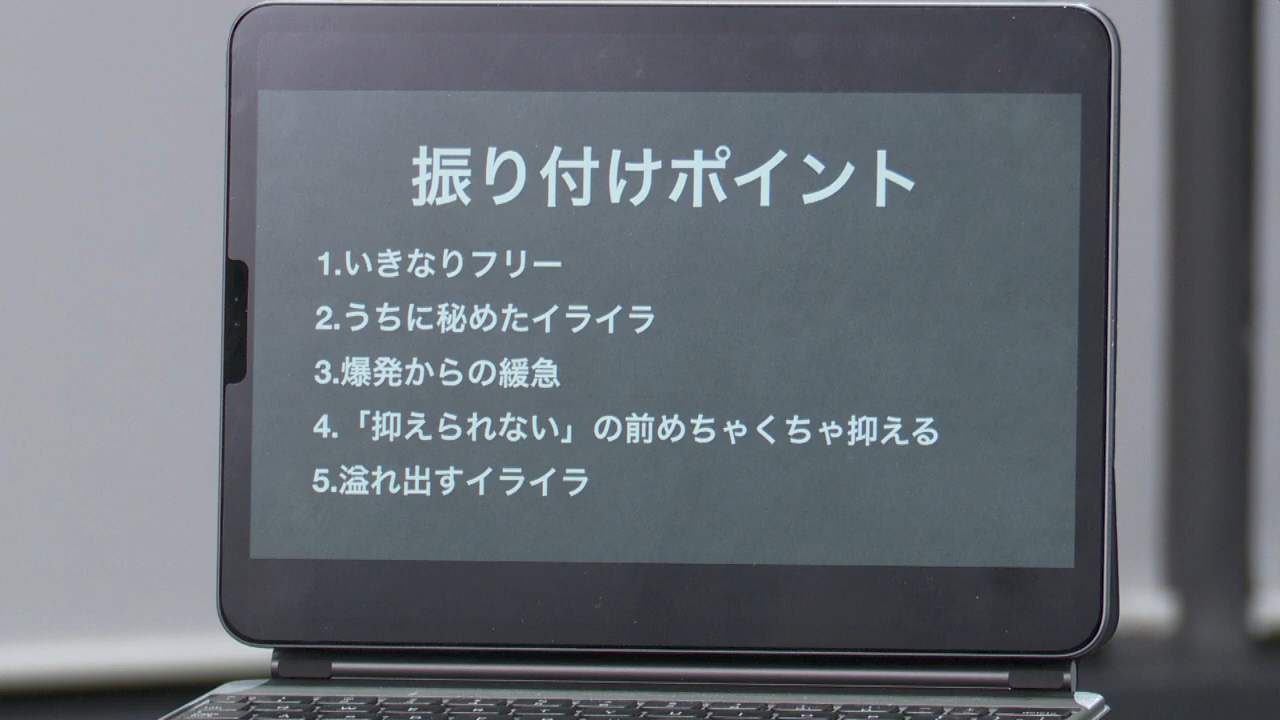 振り付けポイント
1.いきなりフリー
2.うちに秘めたイライラ
3.爆発からの緩急
4.「抑えられない」の前めちゃくちゃ抑える
5.溢れ出すイライラ